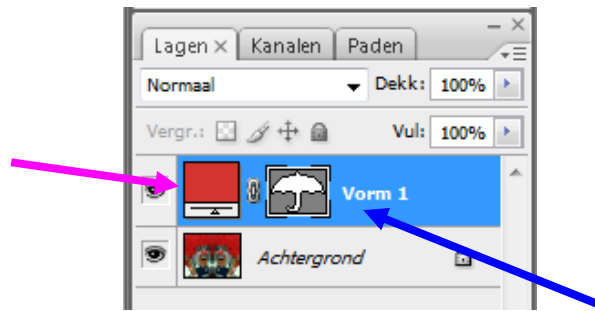 Lagen × Kanalen Paden
Normaal Dekk: 100%
Vergr.: Vul: 100%
Vorm 1
Achtergrond